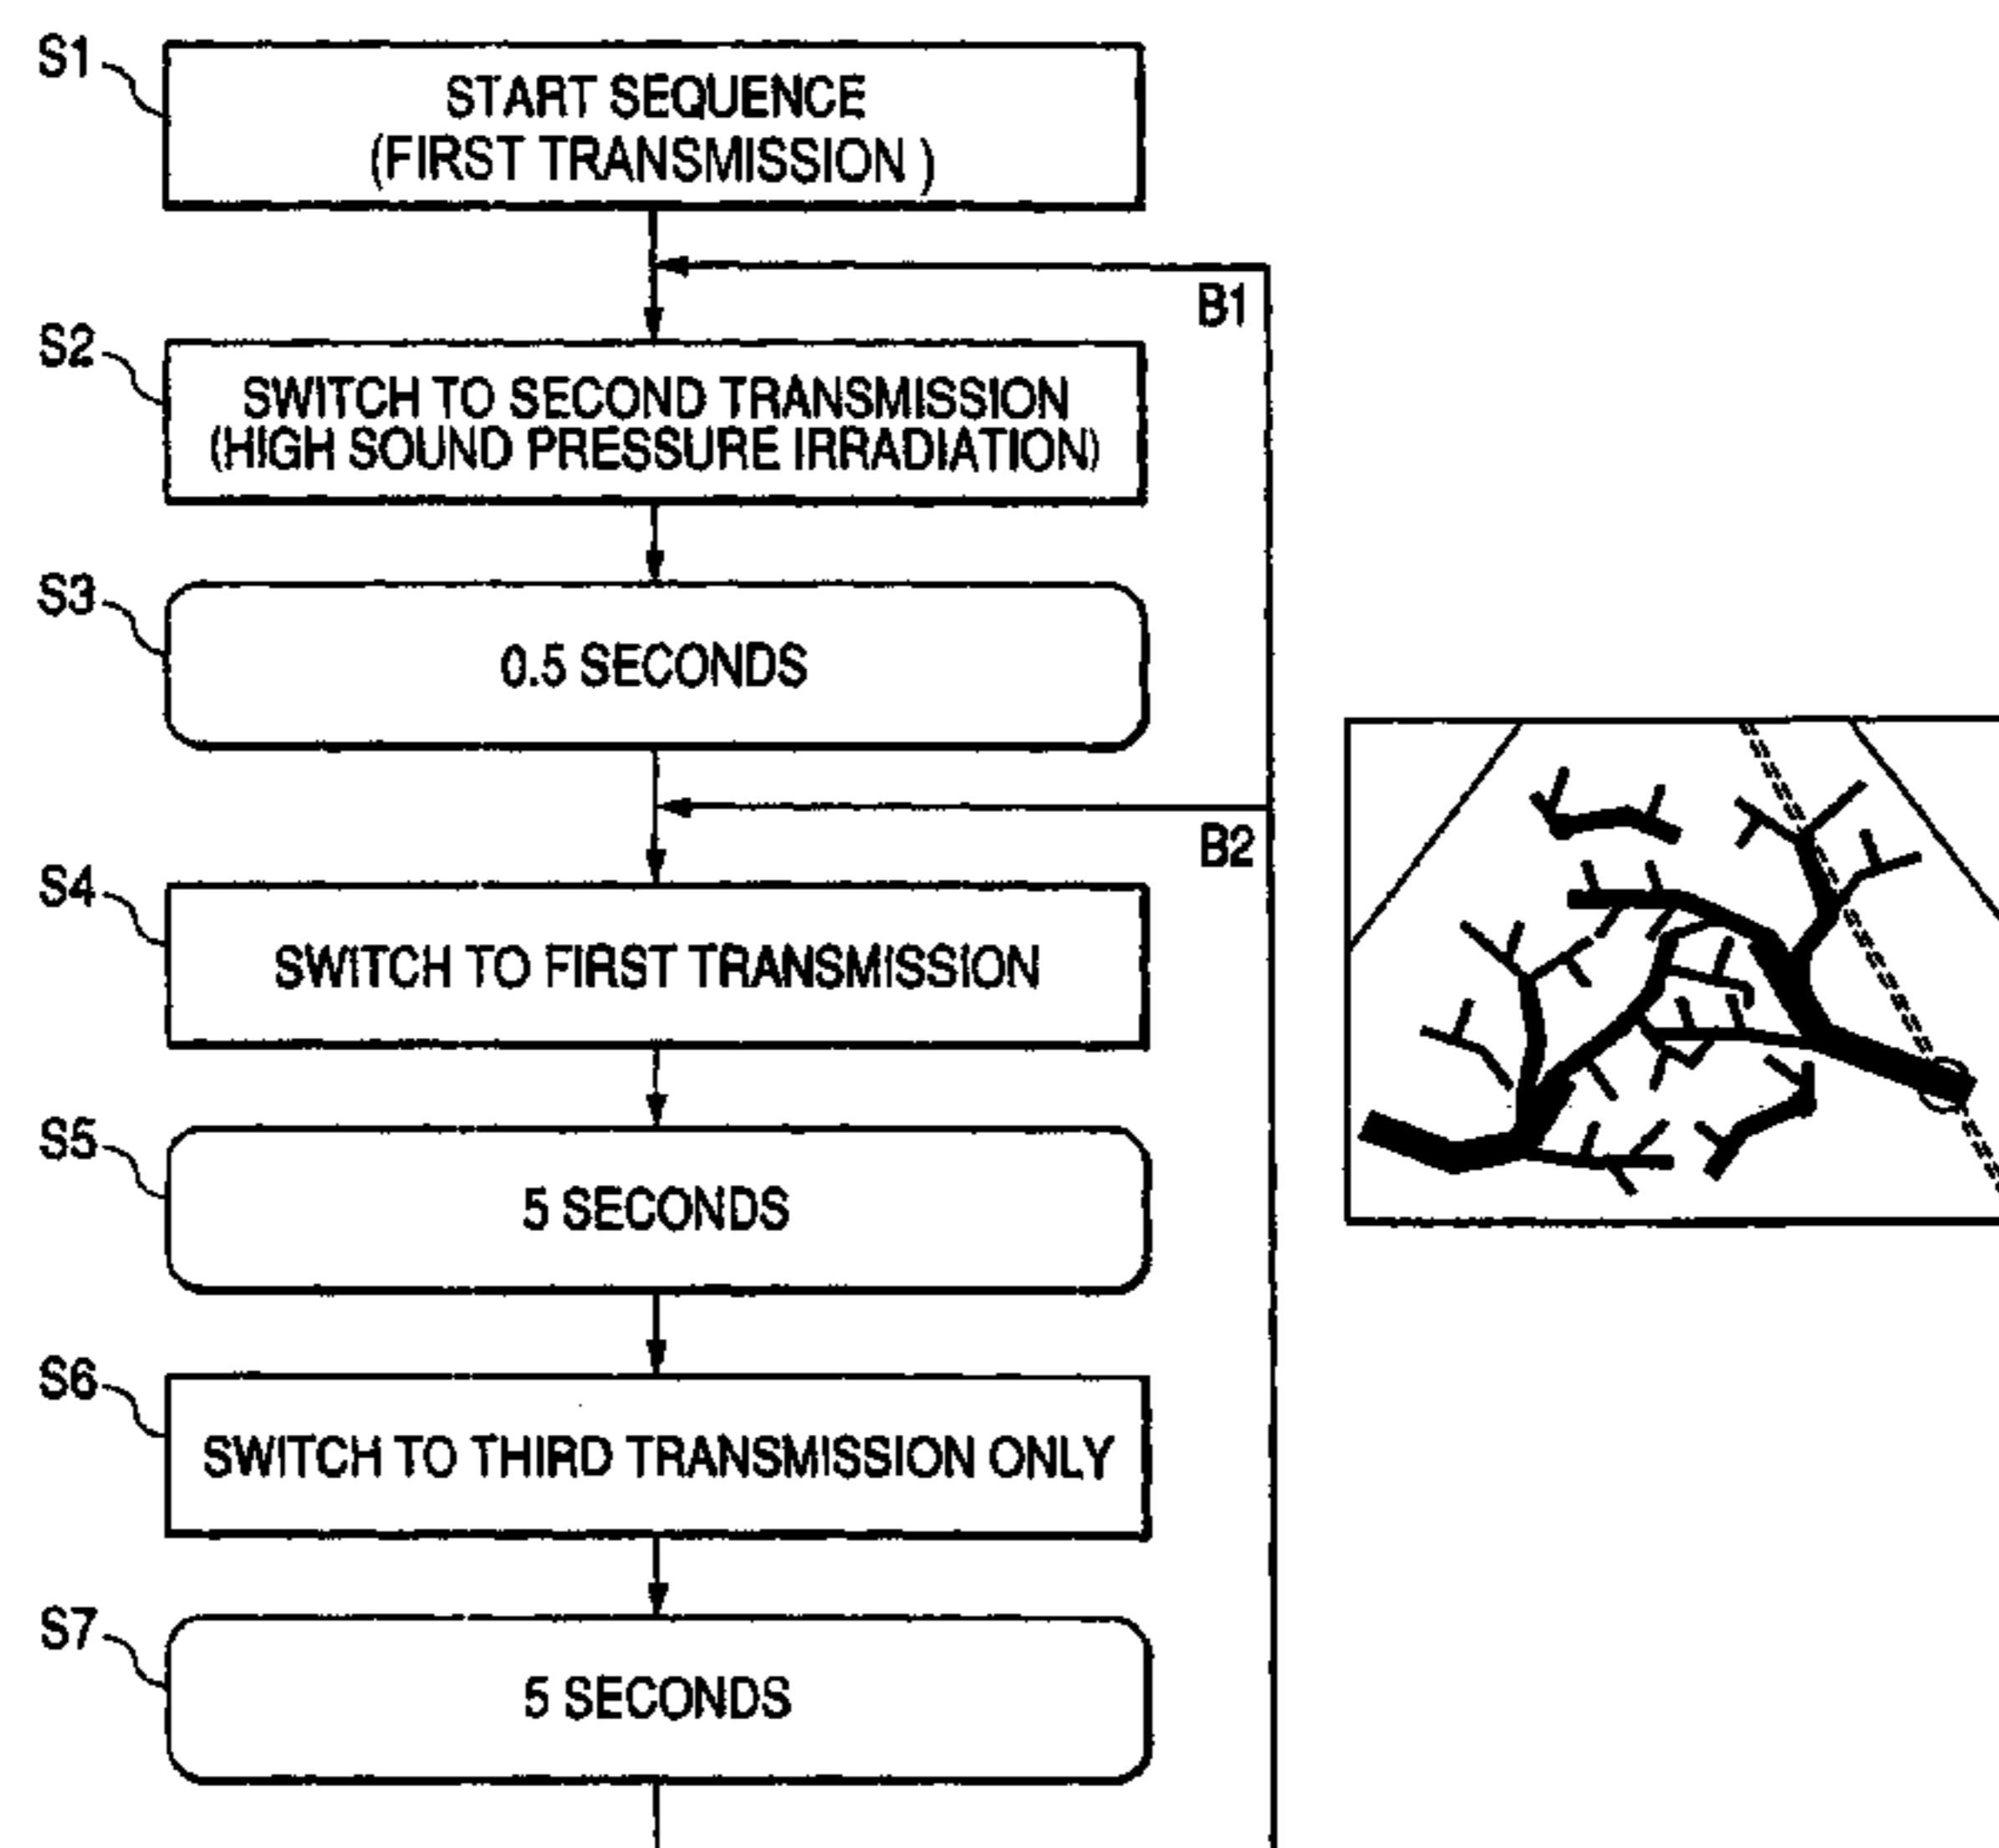 S1
START SEQUENCE
(FIRST TRANSMISSION )
B1
S2
SWITCH TO SECOND TRANSMISSION
(HIGH SOUND PRESSURE IRRADIATION)
S3
0.5 SECONDS
B2
S4
SWITCH TO FIRST TRANSMISSION
S5
5 SECONDS
S6
SWITCH TO THIRD TRANSMISSION ONLY
S7
5 SECONDS